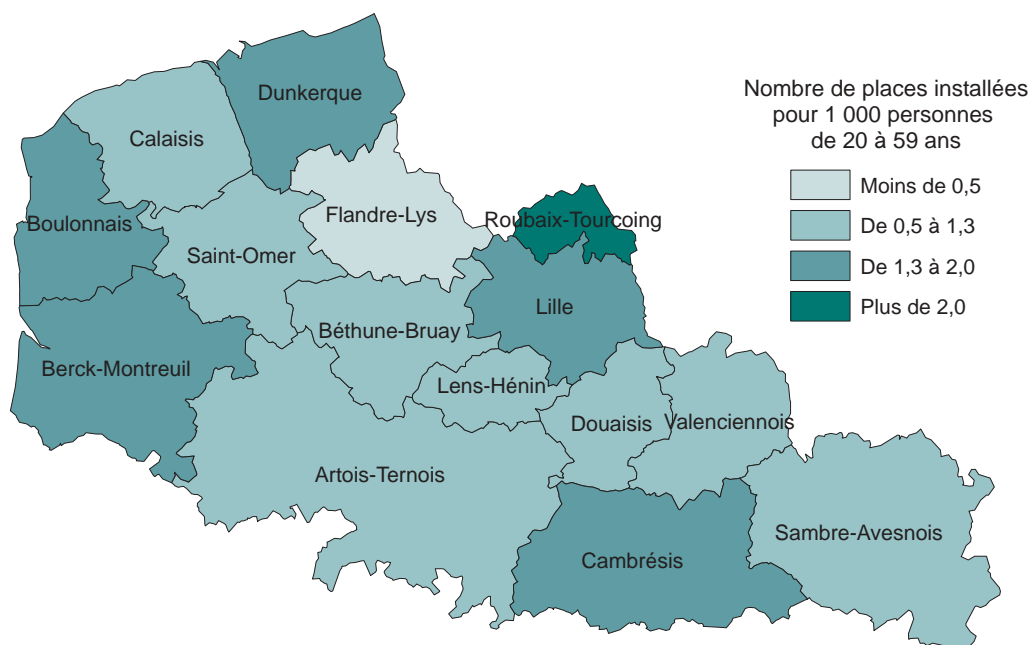 Dunkerque
Calaisis
Boulonnais
Flandre-Lys
Saint-Omer
Roubaix-Tourcoing
Béthune-Bruay
Lille
Berck-Montreuil
Lens-Hénin
Douaisis
Valenciennois
Artois-Ternois
Cambrésis
Sambre-Avesnois
Nombre de places installées
pour 1 000 personnes
de 20 à 59 ans
Moins de 0,5
De 0,5 à 1,3
De 1,3 à 2,0
Plus de 2,0